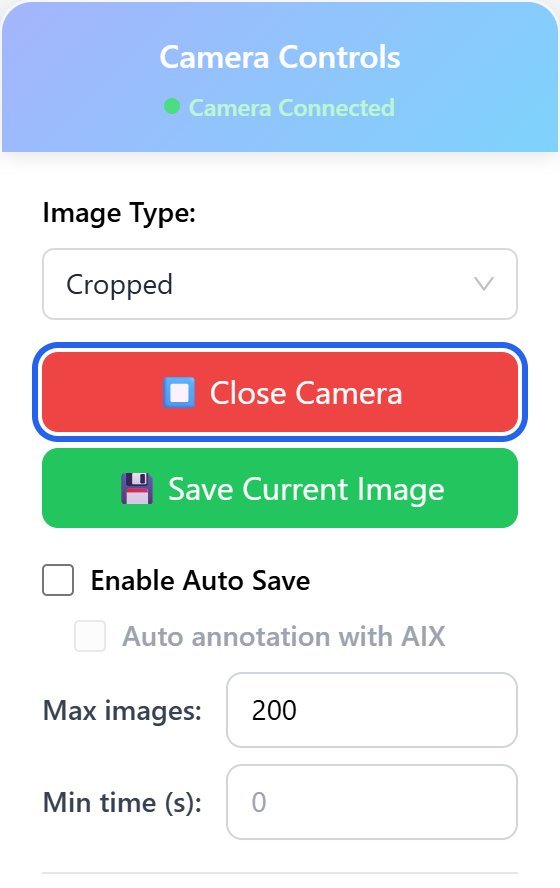 Camera Controls
Camera Connected
Image Type:
Cropped
Close Camera
Save Current Image
Enable Auto Save
Auto annotation with AIX
Max images: 200
Min time (s): 0